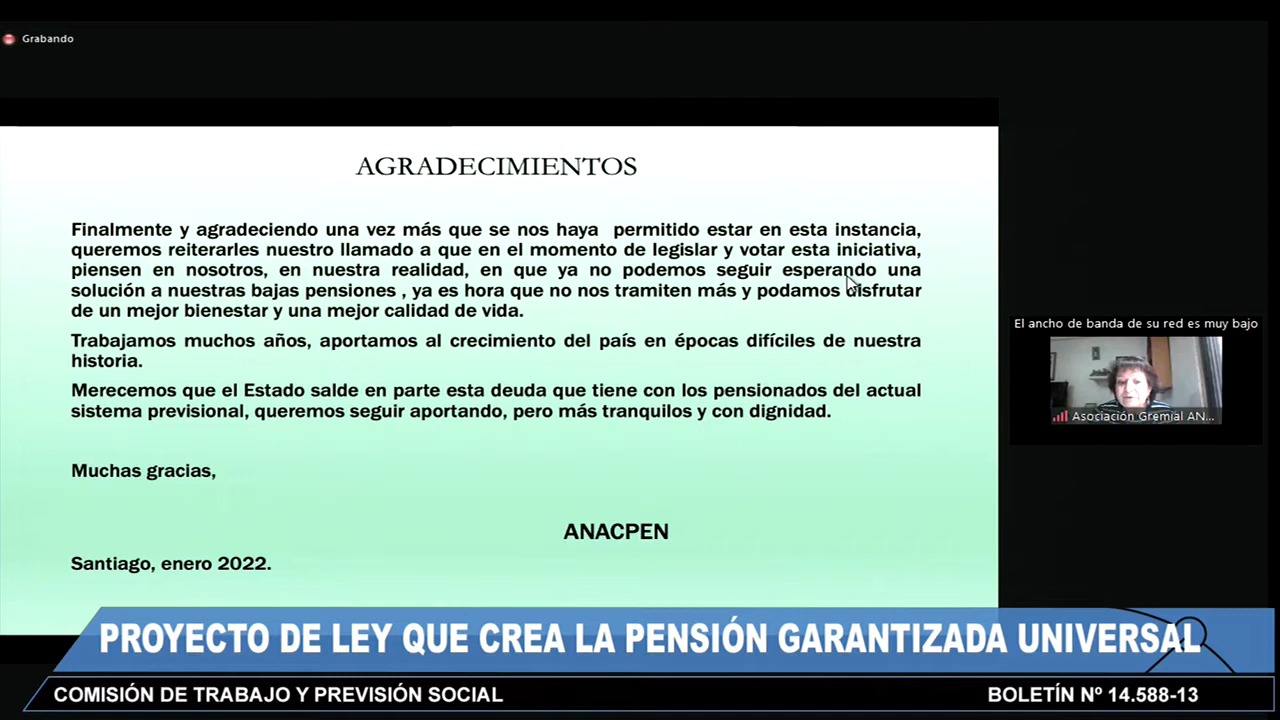 Grabando
AGRADECIMIENTOS
Finalmente y agradeciendo una vez más que se nos haya permitido estar en esta instancia,
queremos reiterarles nuestro llamado a que en el momento de legislar y votar esta iniciativa,
piensen en nosotros, en nuestra realidad, en que ya no podemos seguir esperando una
solución a nuestras bajas pensiones , ya es hora que no nos tramiten más y podamos disfrutar
de un mejor bienestar y una mejor calidad de vida.
Trabajamos muchos años, aportamos al crecimiento del país en épocas difíciles de nuestra
historia.
Merecemos que el Estado salde en parte esta deuda que tiene con los pensionados del actual
sistema previsional, queremos seguir aportando, pero más tranquilos y con dignidad.
Muchas gracias,
ANACPEN
Santiago, enero 2022.
El ancho de banda de su red es muy bajo
Asociación Gremial AN...
PROYECTO DE LEY QUE CREA LA PENSIÓN GARANTIZADA UNIVERSAL
COMISIÓN DE TRABAJO Y PREVISIÓN SOCIAL
BOLETÍN Nº 14.588-13